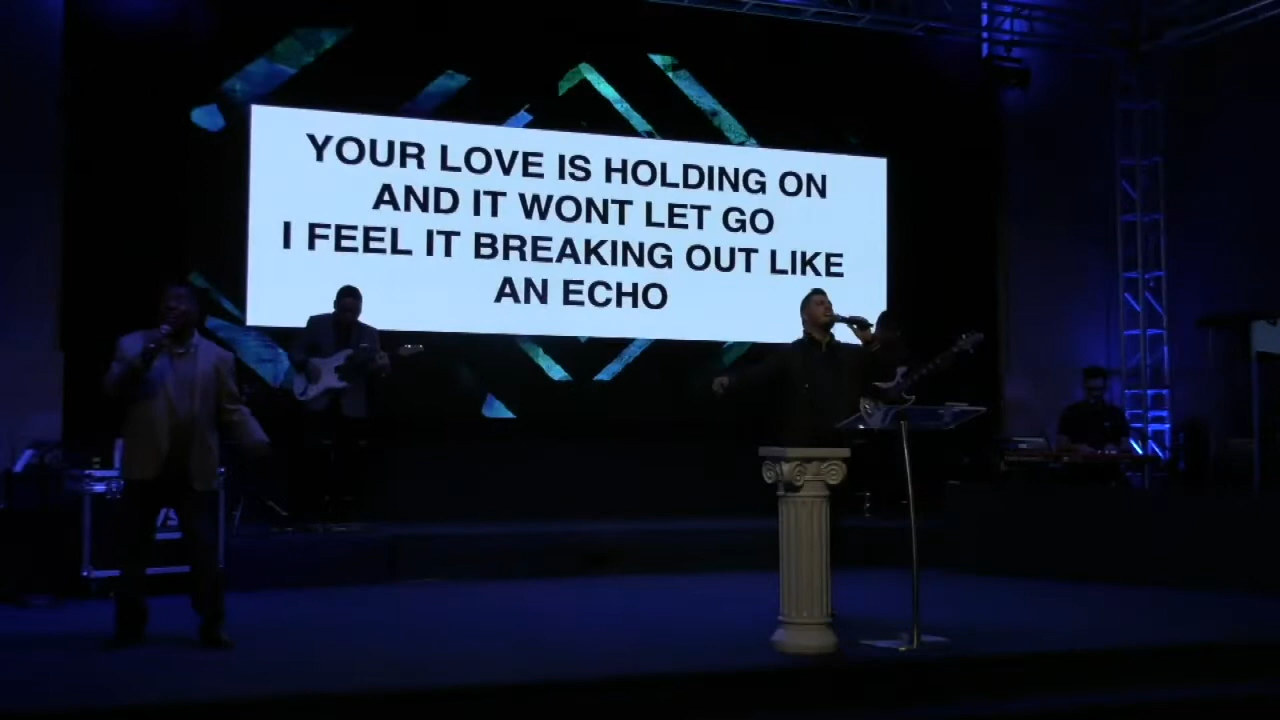 YOUR LOVE IS HOLDING ON
AND IT WONT LET GO
I FEEL IT BREAKING OUT LIKE
AN ECHO